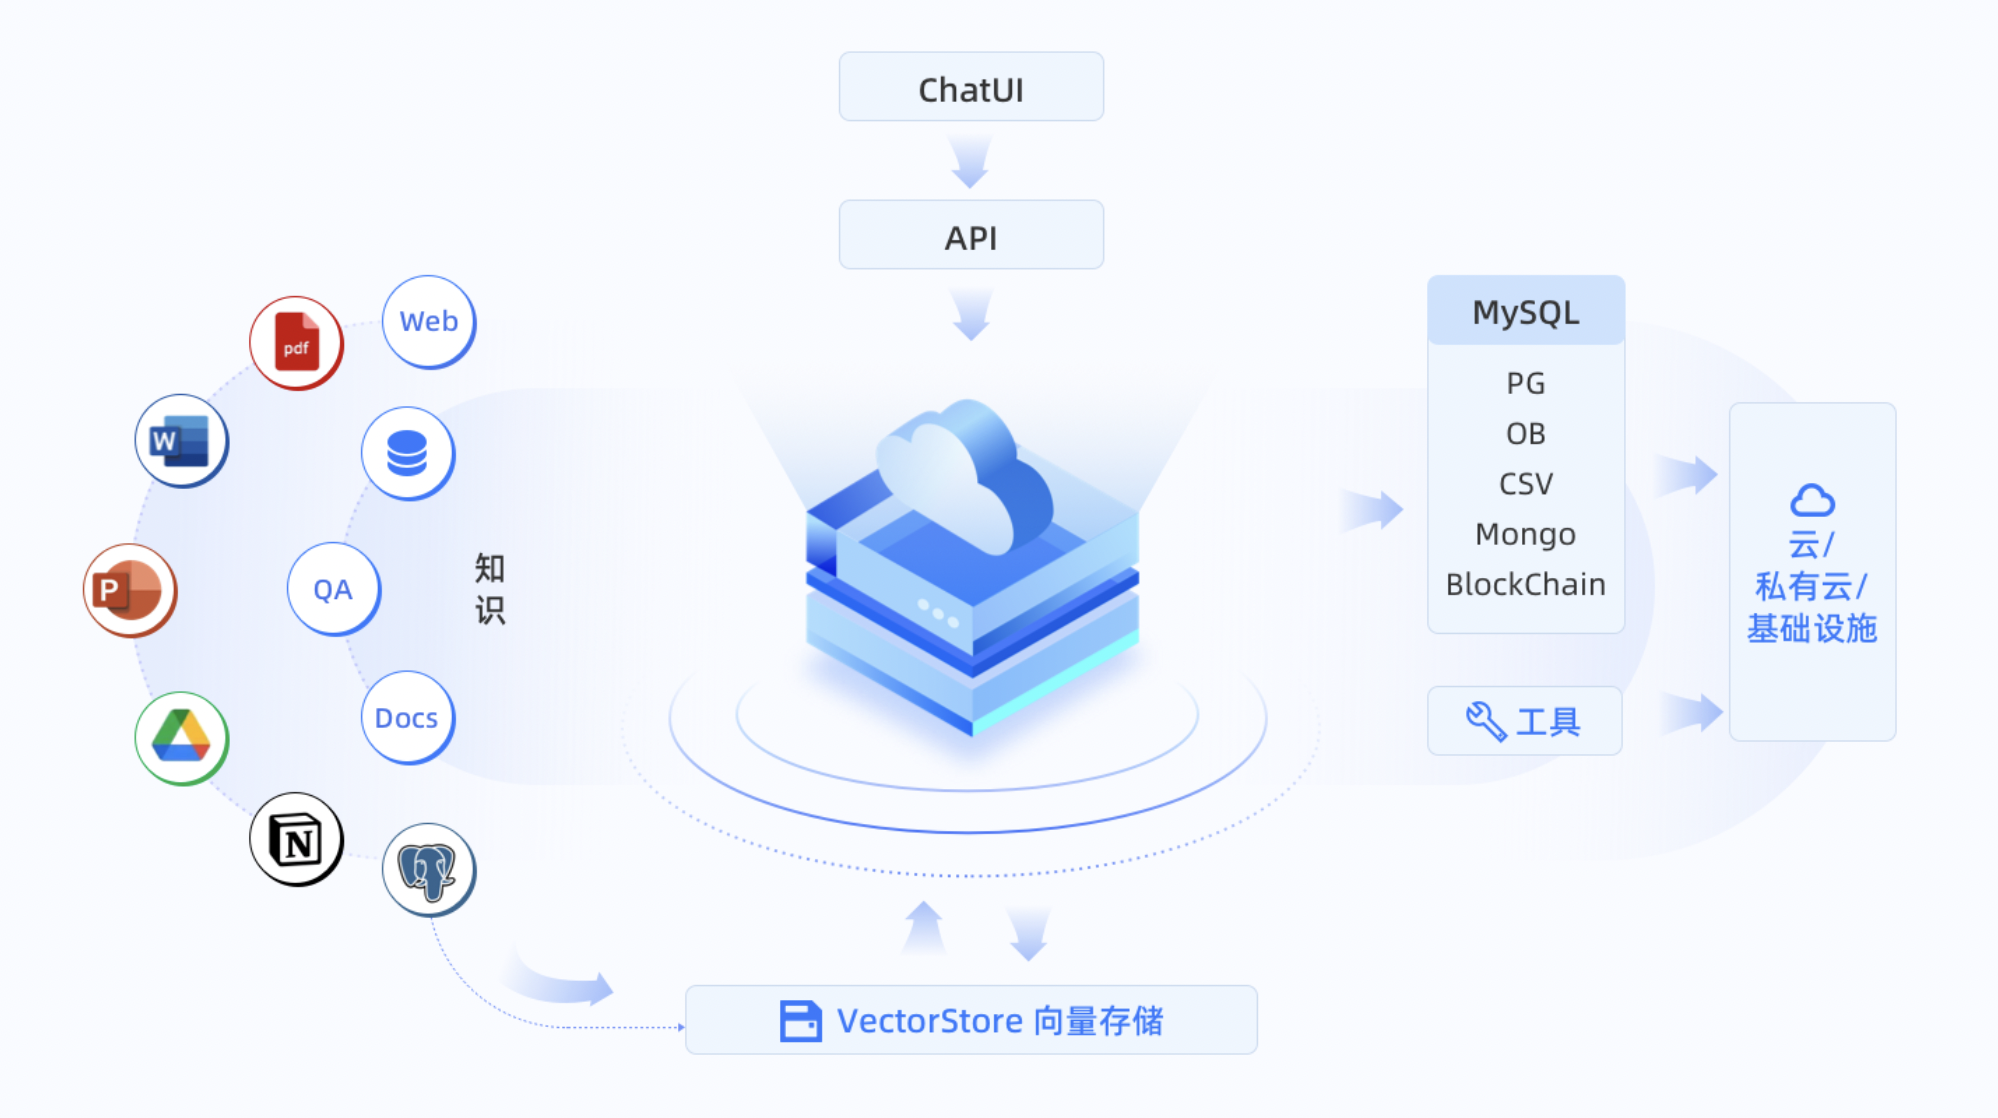 ChatUI
API
Web
pdf
W
QA
P
Docs
N
知
识
MySQL
PG
OB
CSV
Mongo
BlockChain
工具
云/
私有云/
基础设施
VectorStore 向量存储